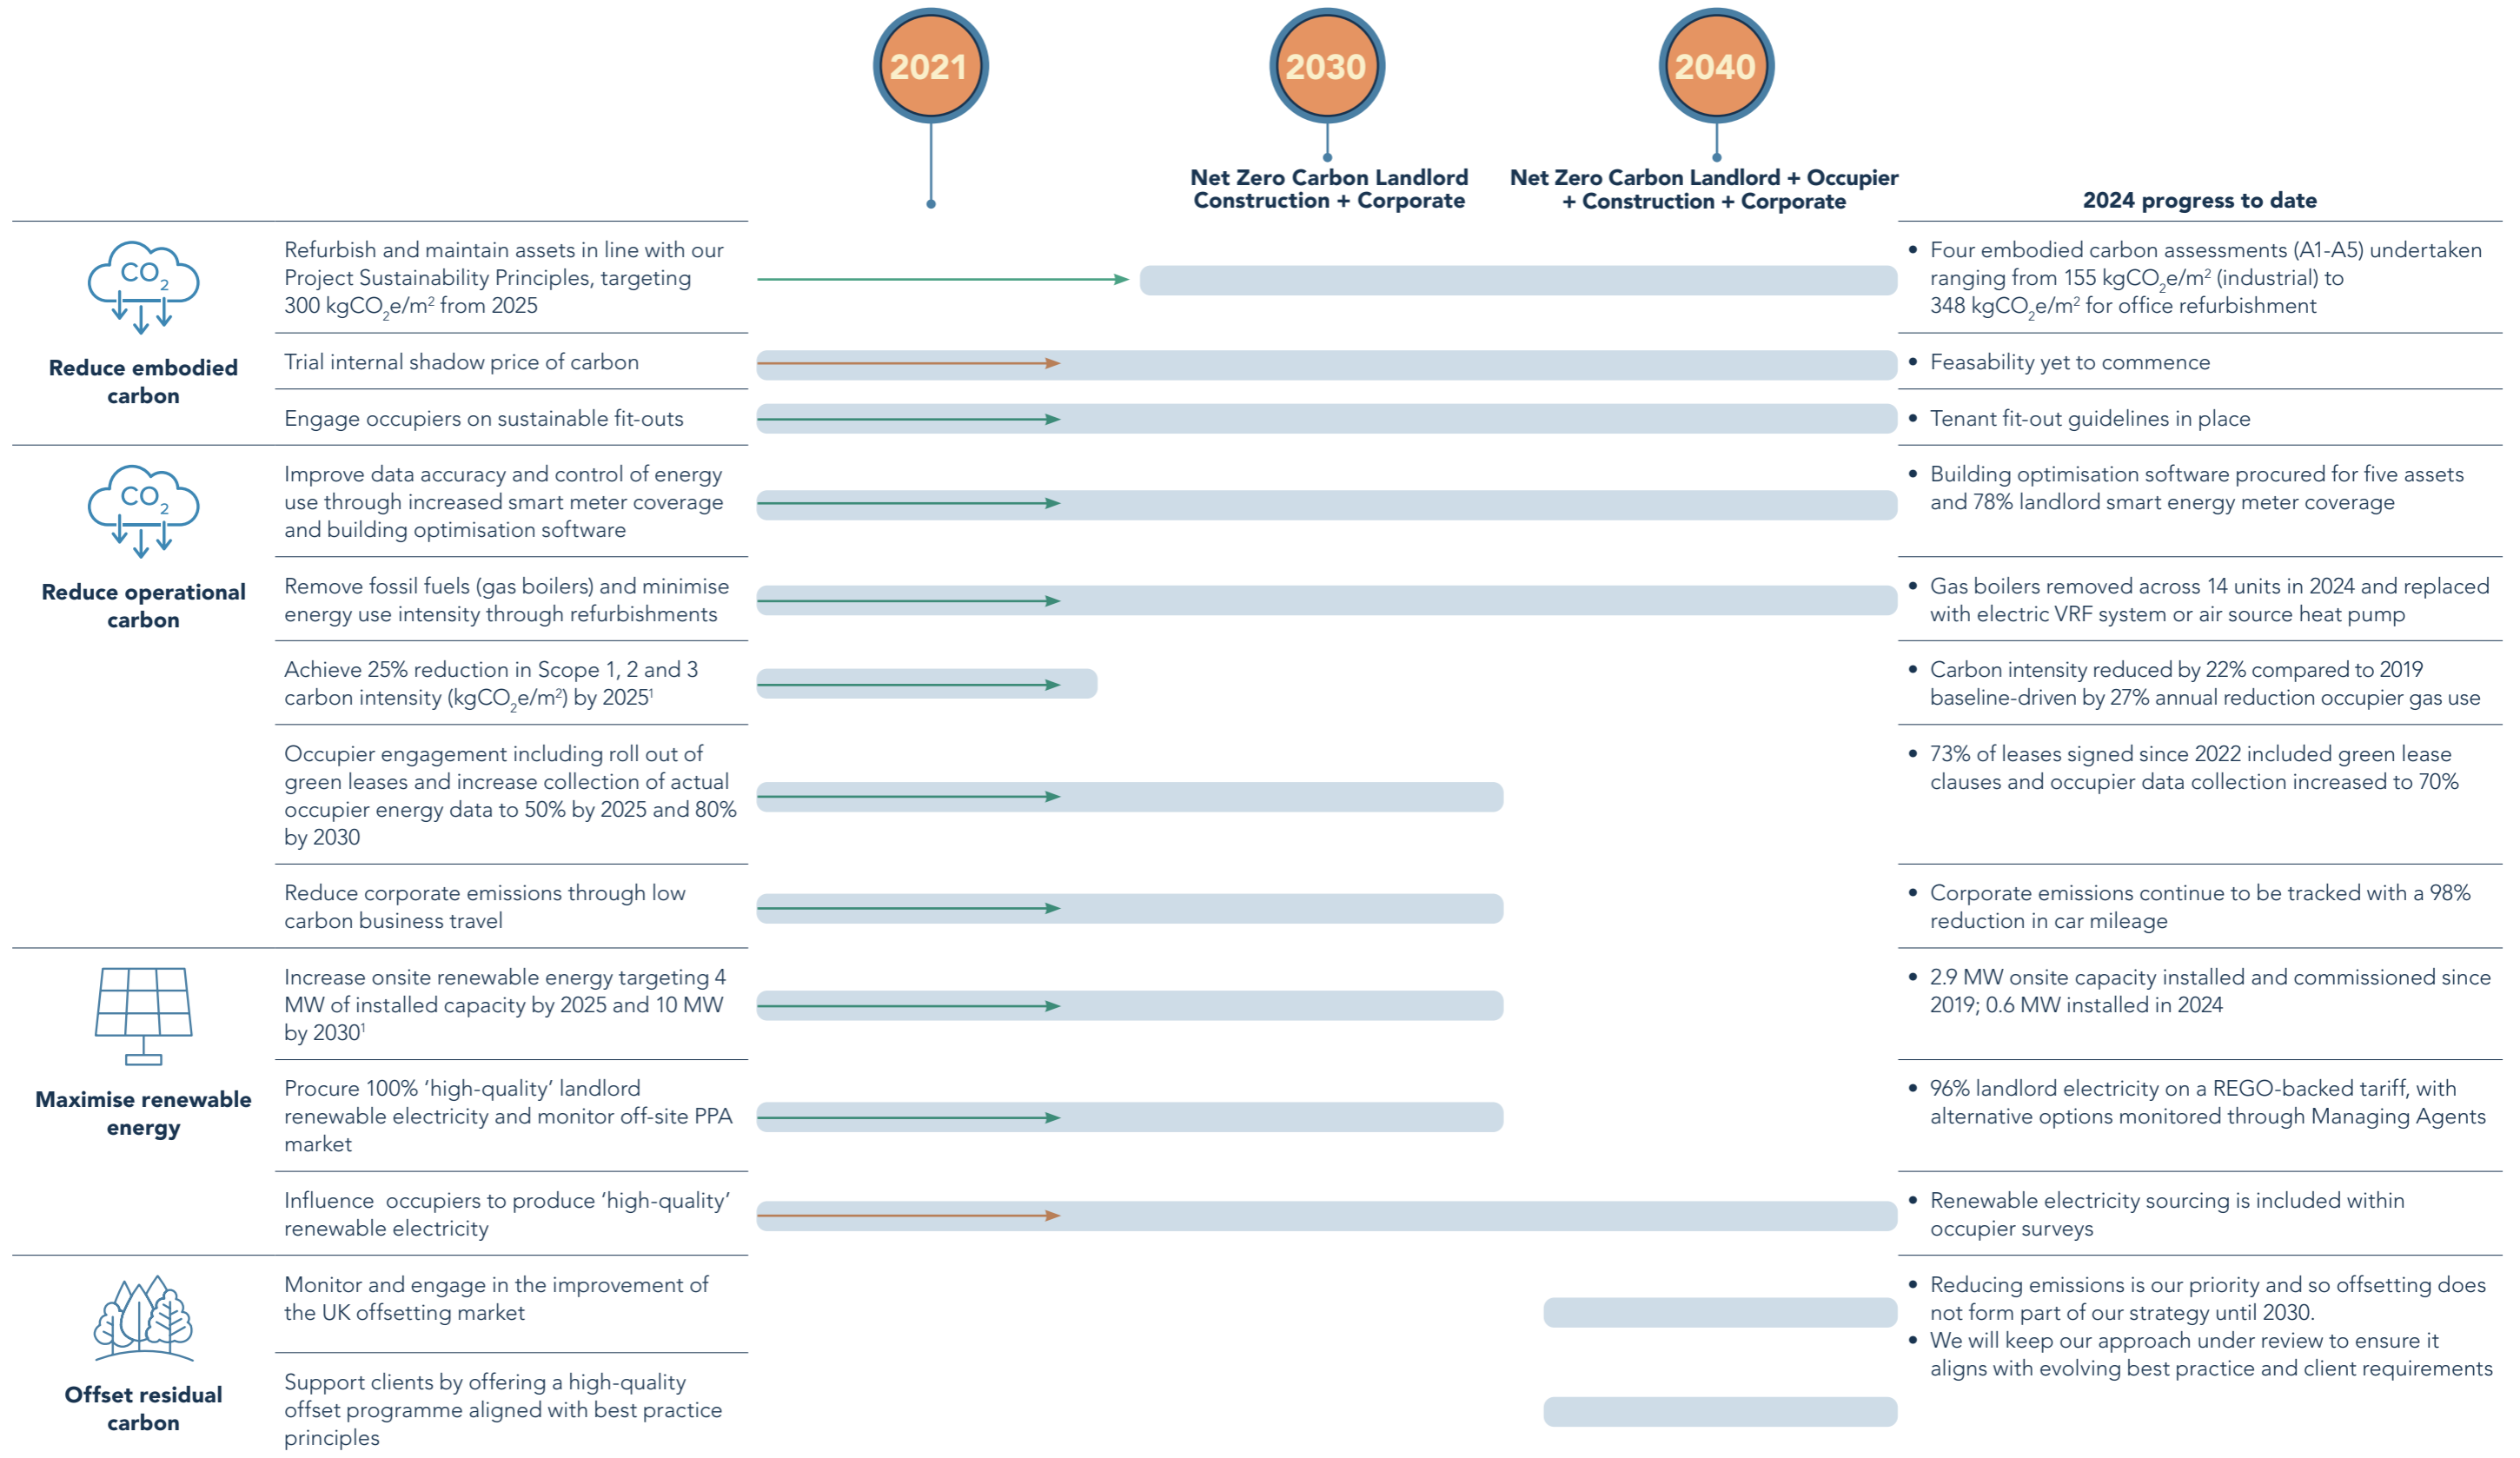 2021
2030
2040
Net Zero Carbon Landlord
Construction + Corporate
Net Zero Carbon Landlord + Occupier
+ Construction + Corporate
2024 progress to date
CO2
Reduce embodied
carbon
Refurbish and maintain assets in line with our
Project Sustainability Principles, targeting
300 kgCO2e/m² from 2025
• Four embodied carbon assessments (A1-A5) undertaken
ranging from 155 kgCO2e/m² (industrial) to
348 kgCO2e/m² for office refurbishment
Trial internal shadow price of carbon
• Feasability yet to commence
Engage occupiers on sustainable fit-outs
• Tenant fit-out guidelines in place
CO2
Reduce operational
carbon
Improve data accuracy and control of energy
use through increased smart meter coverage
and building optimisation software
• Building optimisation software procured for five assets
and 78% landlord smart energy meter coverage
Remove fossil fuels (gas boilers) and minimise
energy use intensity through refurbishments
• Gas boilers removed across 14 units in 2024 and replaced
with electric VRF system or air source heat pump
Achieve 25% reduction in Scope 1, 2 and 3
carbon intensity (kgCO2e/m²) by 2025¹
• Carbon intensity reduced by 22% compared to 2019
baseline-driven by 27% annual reduction occupier gas use
Occupier engagement including roll out of
green leases and increase collection of actual
occupier energy data to 50% by 2025 and 80%
by 2030
• 73% of leases signed since 2022 included green lease
clauses and occupier data collection increased to 70%
Reduce corporate emissions through low
carbon business travel
• Corporate emissions continue to be tracked with a 98%
reduction in car mileage
Maximise renewable
energy
Increase onsite renewable energy targeting 4
MW of installed capacity by 2025 and 10 MW
by 2030¹
• 2.9 MW onsite capacity installed and commissioned since
2019; 0.6 MW installed in 2024
Procure 100% ‘high-quality’ landlord
renewable electricity and monitor off-site PPA
market
• 96% landlord electricity on a REGO-backed tariff, with
alternative options monitored through Managing Agents
Influence occupiers to produce ‘high-quality’
renewable electricity
• Renewable electricity sourcing is included within
occupier surveys
Offset residual
carbon
Monitor and engage in the improvement of
the UK offsetting market
Support clients by offering a high-quality
offset programme aligned with best practice
principles
• Reducing emissions is our priority and so offsetting does
not form part of our strategy until 2030.
• We will keep our approach under review to ensure it
aligns with evolving best practice and client requirements